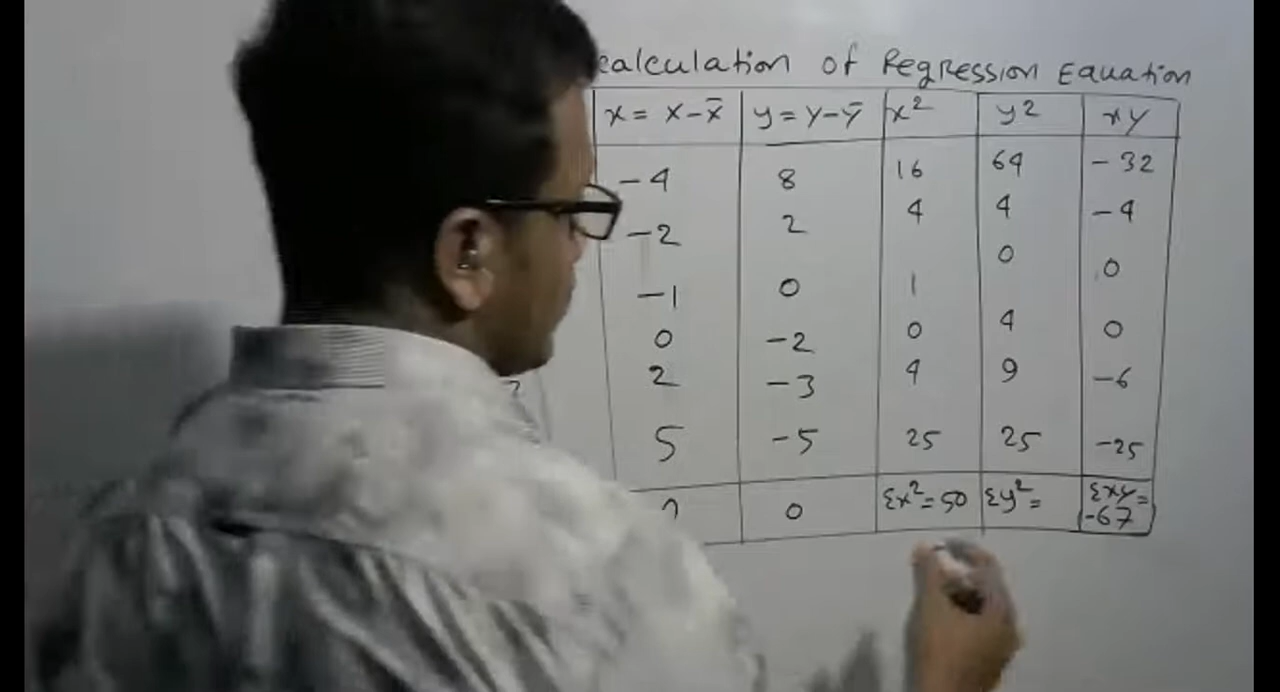 calculation of Regression Equation
x = X-X̄ y = Y-Ȳ x² y2 xy
-4 8 16 64 -32
-2 2 4 4 -4
-1 0 1 0 0
0 -2 0 4 0
2 -3 4 9 -6
5 -5 25 25 -25
0 Σx²=50 Σy²= Σxy=
-67